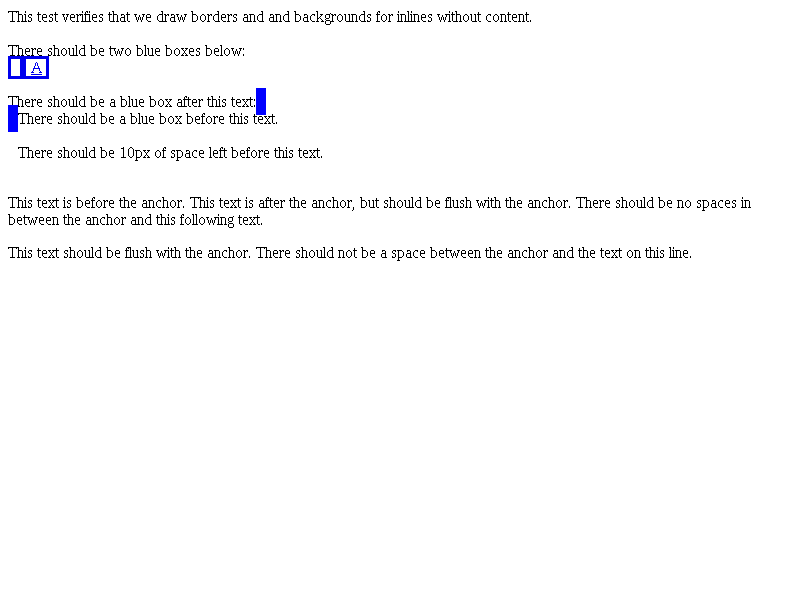 This test verifies that we draw borders and and backgrounds for inlines without content.
There should be two blue boxes below:
A
There should be a blue box after this text:
There should be a blue box before this text.
There should be 10px of space left before this text.
This text is before the anchor. This text is after the anchor, but should be flush with the anchor. There should be no spaces in
between the anchor and this following text.
This text should be flush with the anchor. There should not be a space between the anchor and the text on this line.